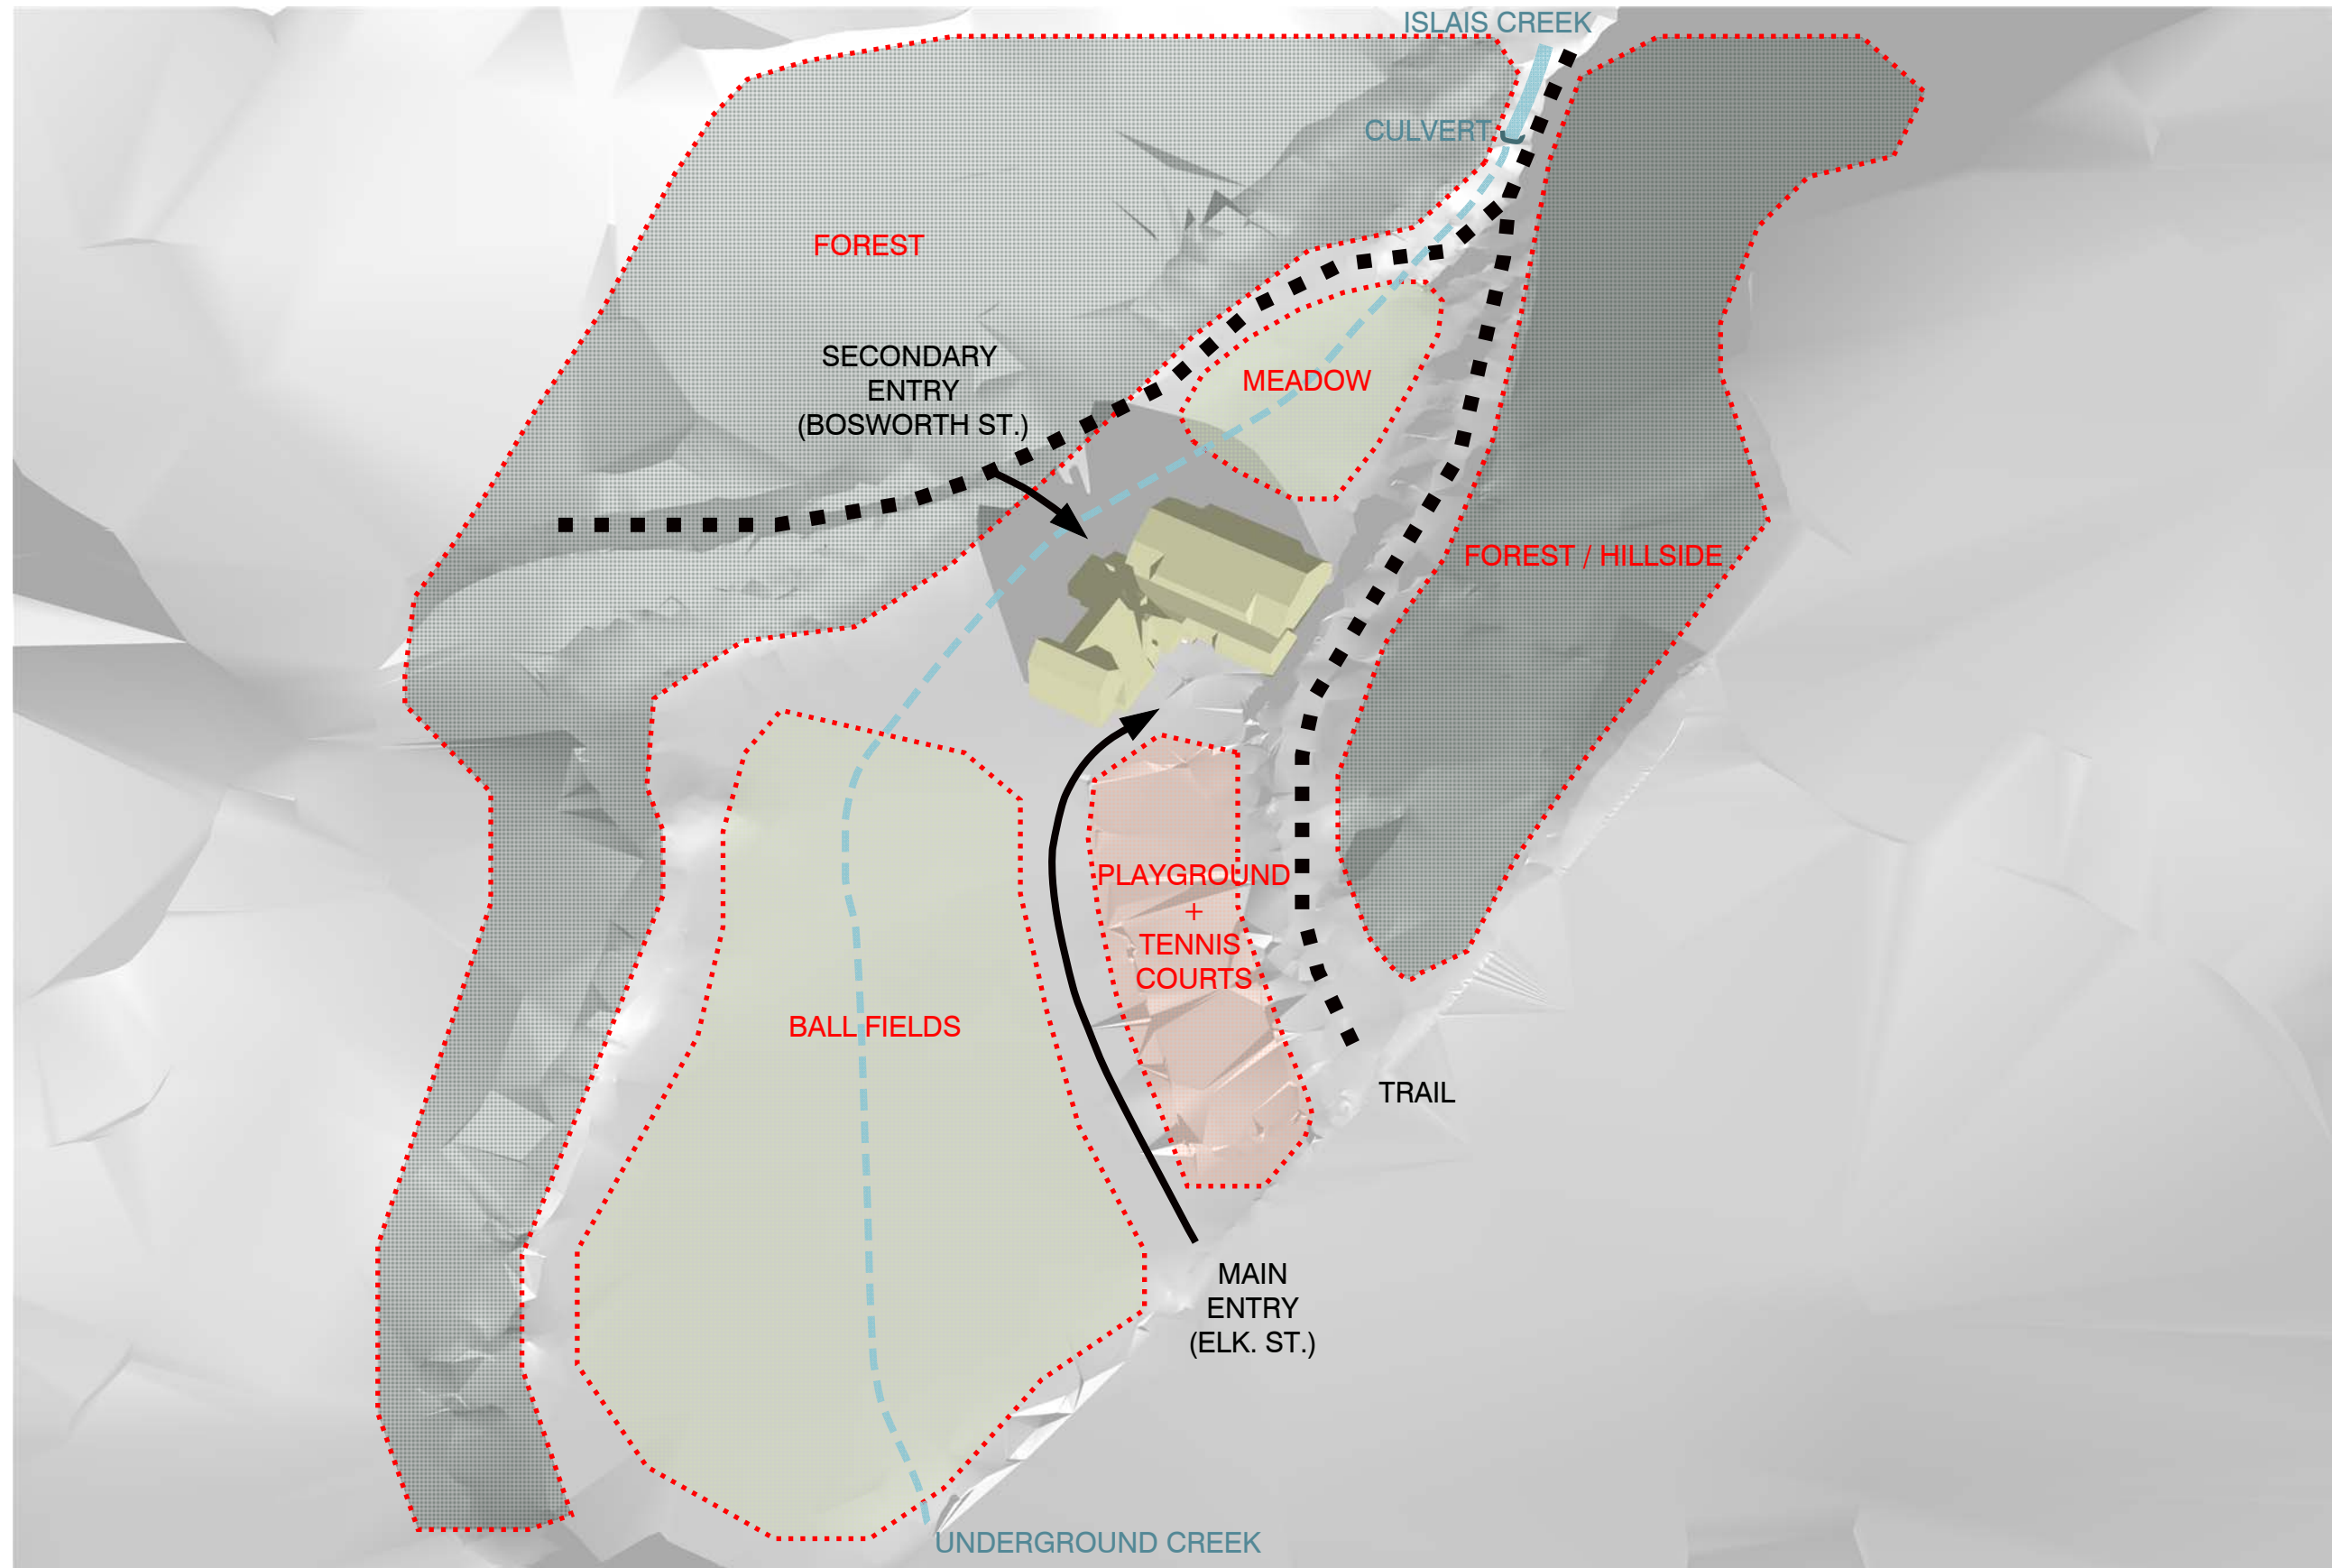 ISLAIS CREEK
CULVERT
FOREST
SECONDARY
ENTRY
(BOSWORTH ST.)
MEADOW
FOREST / HILLSIDE
PLAYGROUND
+
TENNIS
COURTS
BALL FIELDS
TRAIL
MAIN
ENTRY
(ELK. ST.)
UNDERGROUND CREEK